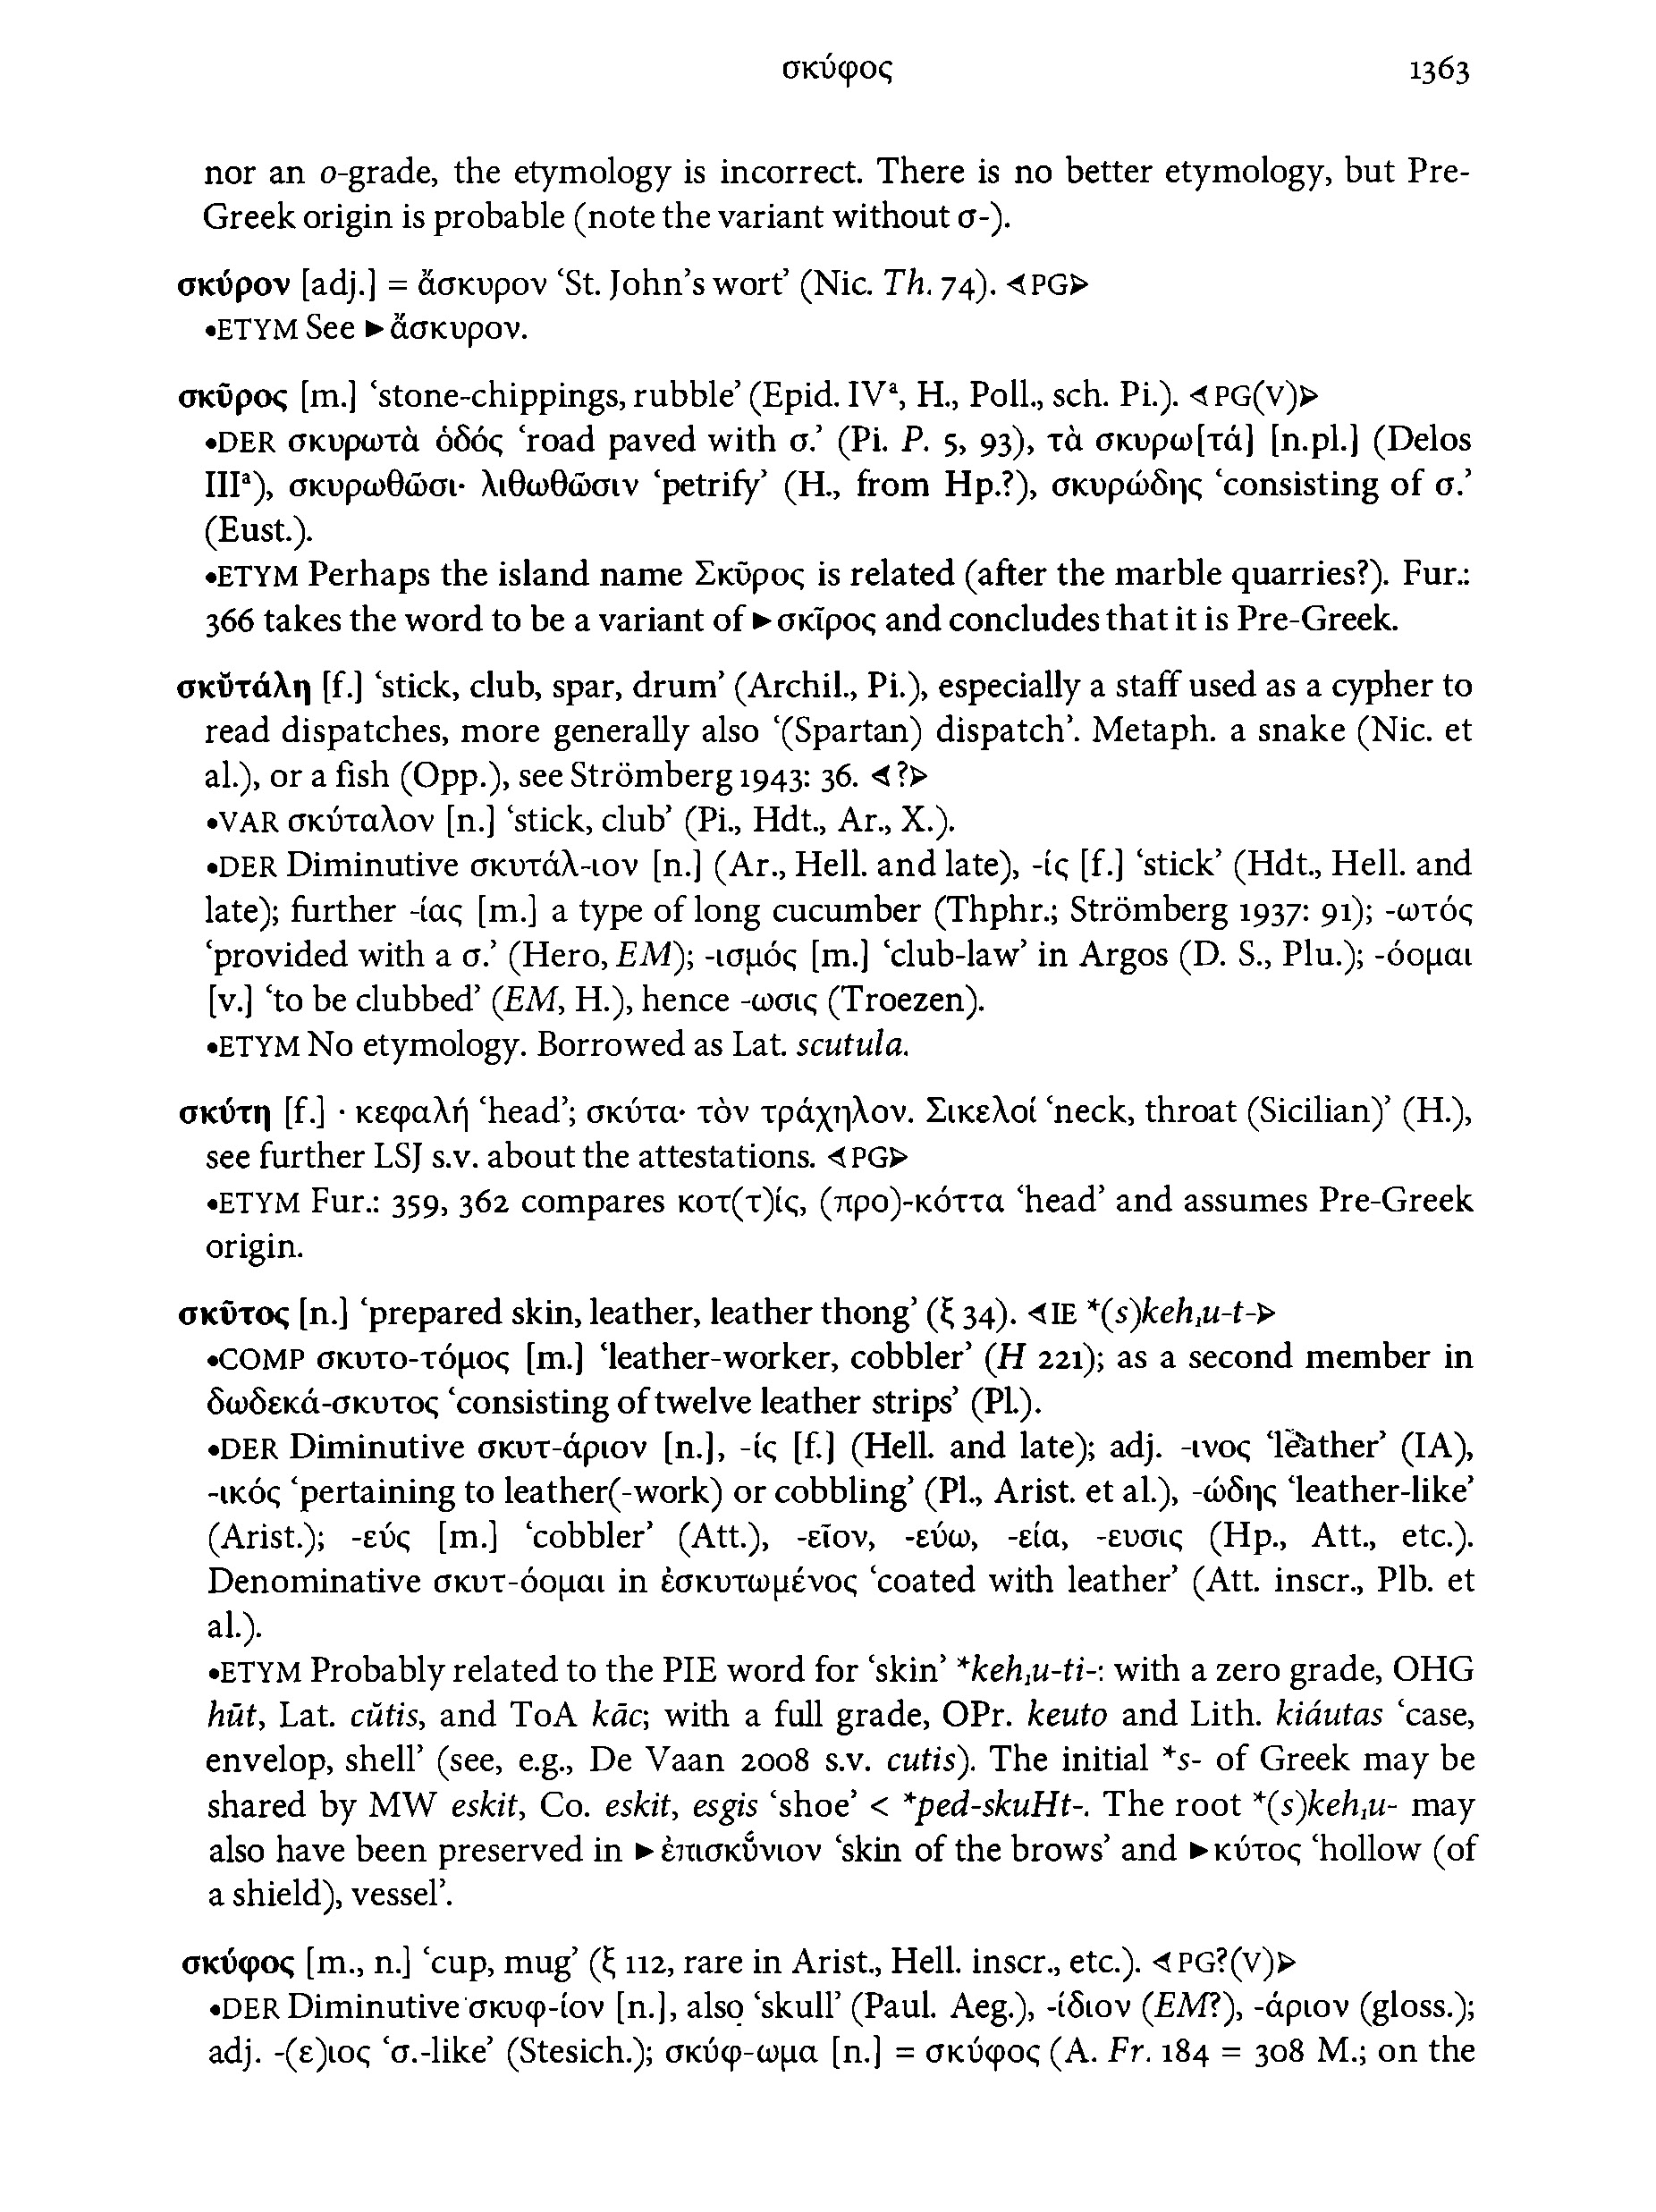 σκύφος 1363
nor an o-grade, the etymology is incorrect. There is no better etymology, but Pre-
Greek origin is probable (note the variant without σ-).
σκύρον [adj.] = ἄσκυρον ‘St. John’s wort’ (Nic. Th. 74). ◁PG▷
•ETYM See ►ἄσκυρον.
σκῦρος [m.] ‘stone-chippings, rubble’ (Epid. IVᵃ, H., Poll., sch. Pi.). ◁PG(V)▷
•DER σκυρωτὰ ὁδός ‘road paved with σ.’ (Pi. P. 5, 93), τὰ σκυρω[τά] [n.pl.] (Delos
IIIᵃ), σκυρωθῶσι· λιθωθῶσιν ‘petrify’ (H., from Hp.?), σκυρώδης ‘consisting of σ.’
(Eust.).
•ETYM Perhaps the island name Σκῦρος is related (after the marble quarries?). Fur.:
366 takes the word to be a variant of ►σκῖρος and concludes that it is Pre-Greek.
σκῠτάλη [f.] ‘stick, club, spar, drum’ (Archil., Pi.), especially a staff used as a cypher to
read dispatches, more generally also ‘(Spartan) dispatch’. Metaph. a snake (Nic. et
al.), or a fish (Opp.), see Strömberg 1943: 36. ◁?▷
•VAR σκύταλον [n.] ‘stick, club’ (Pi., Hdt., Ar., X.).
•DER Diminutive σκυτάλ-ιον [n.] (Ar., Hell. and late), -ίς [f.] ‘stick’ (Hdt., Hell. and
late); further -ίας [m.] a type of long cucumber (Thphr.; Strömberg 1937: 91); -ωτός
‘provided with a σ.’ (Hero, EM); -ισμός [m.] ‘club-law’ in Argos (D. S., Plu.); -όομαι
[v.] ‘to be clubbed’ (EM, H.), hence -ωσις (Troezen).
•ETYM No etymology. Borrowed as Lat. scutula.
σκύτη [f.] · κεφαλή ‘head’; σκύτα· τὸν τράχηλον. Σικελοί ‘neck, throat (Sicilian)’ (H.),
see further LSJ s.v. about the attestations. ◁PG▷
•ETYM Fur.: 359, 362 compares κοτ(τ)ίς, (προ)-κόττα ‘head’ and assumes Pre-Greek
origin.
σκῦτος [n.] ‘prepared skin, leather, leather thong’ (ξ 34). ◁IE *(s)keh₁u-t-▷
•COMP σκυτο-τόμος [m.] ‘leather-worker, cobbler’ (H 221); as a second member in
δωδεκά-σκυτος ‘consisting of twelve leather strips’ (Pl.).
•DER Diminutive σκυτ-άριον [n.], -ίς [f.] (Hell. and late); adj. -ινος ‘leather’ (IA),
-ικός ‘pertaining to leather(-work) or cobbling’ (Pl., Arist. et al.), -ώδης ‘leather-like’
(Arist.); -εύς [m.] ‘cobbler’ (Att.), -εῖον, -εύω, -εία, -ευσις (Hp., Att., etc.).
Denominative σκυτ-όομαι in ἐσκυτωμένος ‘coated with leather’ (Att. inscr., Plb. et
al.).
•ETYM Probably related to the PIE word for ‘skin’ *keh₁u-ti-: with a zero grade, OHG
hūt, Lat. cŭtis, and ToA kāc; with a full grade, OPr. keuto and Lith. kiáutas ‘case,
envelop, shell’ (see, e.g., De Vaan 2008 s.v. cutis). The initial *s- of Greek may be
shared by MW eskit, Co. eskit, esgis ‘shoe’ < *ped-skuHt-. The root *(s)keh₁u- may
also have been preserved in ►ἐπισκύ̄νιον ‘skin of the brows’ and ►κύτος ‘hollow (of
a shield), vessel’.
σκύφος [m., n.] ‘cup, mug’ (ξ 112, rare in Arist., Hell. inscr., etc.). ◁PG?(V)▷
•DER Diminutive σκυφ-ίον [n.], also ‘skull’ (Paul. Aeg.), -ίδιον (EM?), -άριον (gloss.);
adj. -(ε)ιος ‘σ.-like’ (Stesich.); σκύφ-ωμα [n.] = σκύφος (A. Fr. 184 = 308 M.; on the